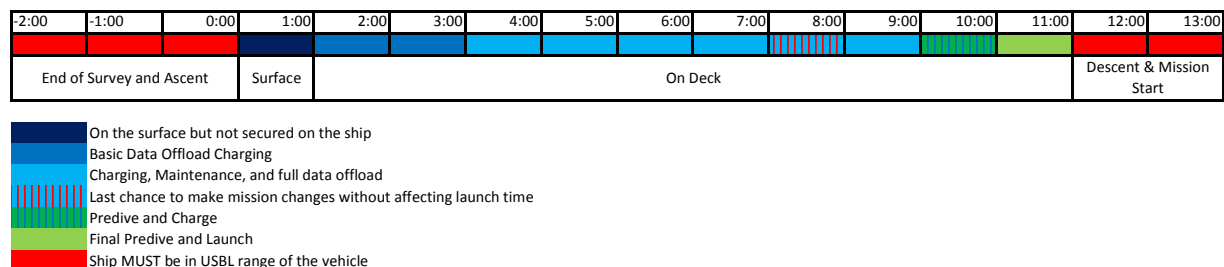 -2:00 -1:00 0:00 1:00 2:00 3:00 4:00 5:00 6:00 7:00 8:00 9:00 10:00 11:00 12:00 13:00
End of Survey and Ascent Surface On Deck Descent & Mission
Start
On the surface but not secured on the ship
Basic Data Offload Charging
Charging, Maintenance, and full data offload
Last chance to make mission changes without affecting launch time
Predive and Charge
Final Predive and Launch
Ship MUST be in USBL range of the vehicle